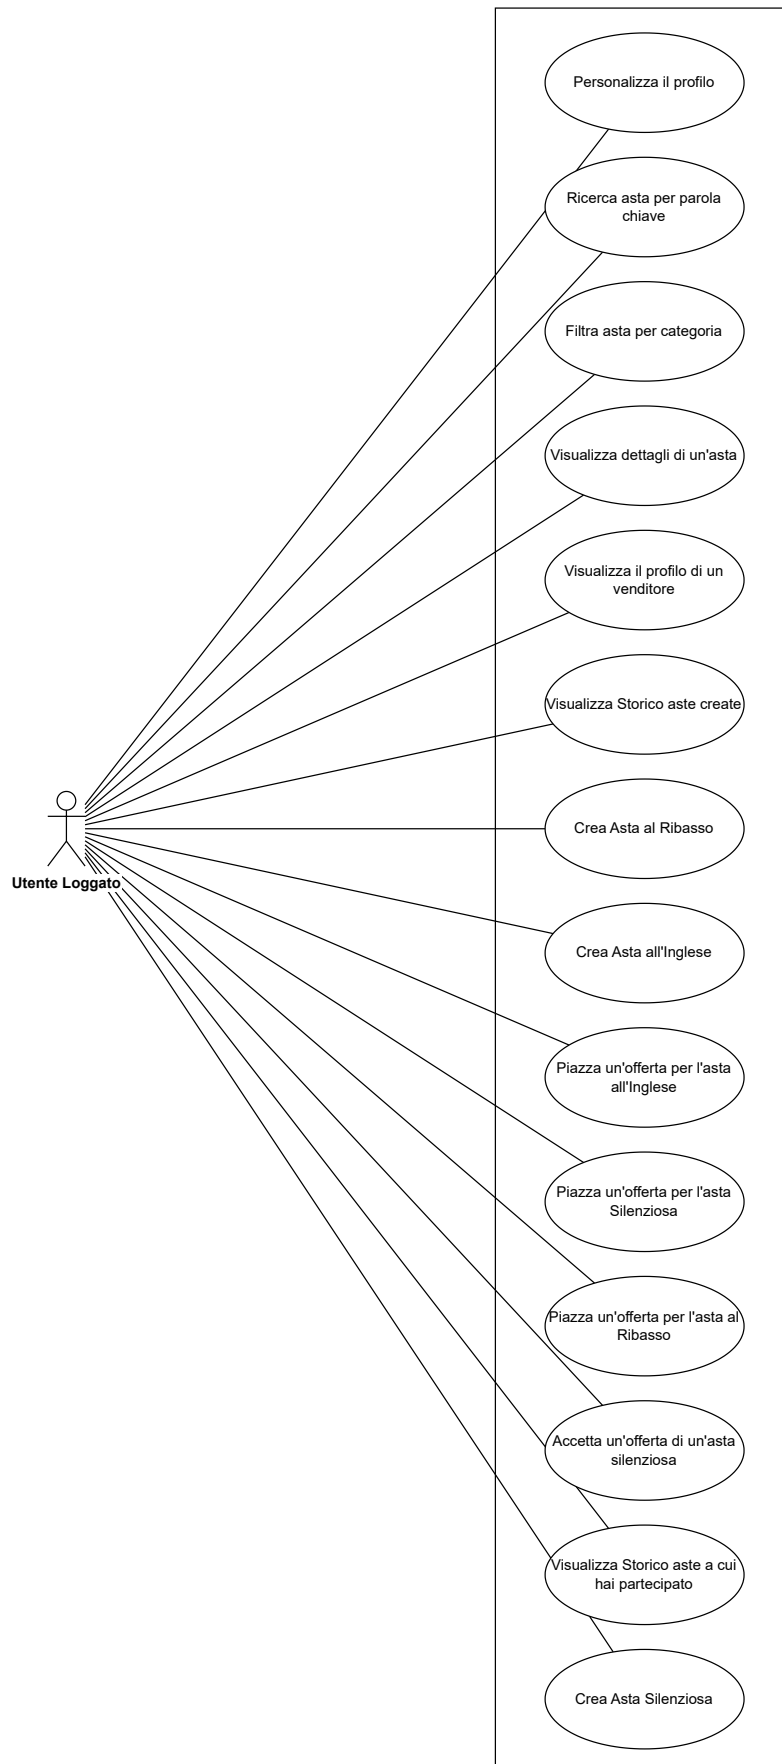 Personalizza il profilo
Ricerca asta per parola
chiave
Filtra asta per categoria
Visualizza dettagli di un'asta
Visualizza il profilo di un
venditore
Visualizza Storico aste create
Crea Asta al Ribasso
Utente Loggato
Crea Asta all'Inglese
Piazza un'offerta per l'asta
all'Inglese
Piazza un'offerta per l'asta
Silenziosa
Piazza un'offerta per l'asta al
Ribasso
Accetta un'offerta di un'asta
silenziosa
Visualizza Storico aste a cui
hai partecipato
Crea Asta Silenziosa